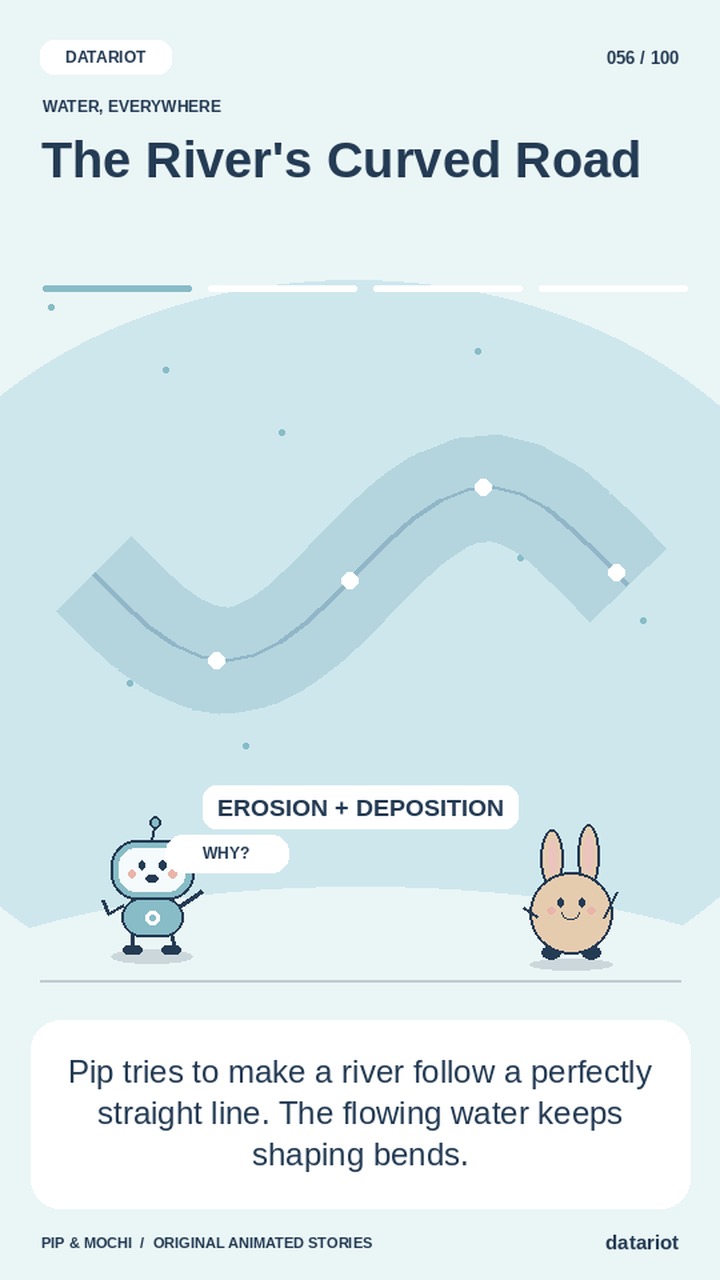 DATARIOT
056 / 100
WATER, EVERYWHERE
The River's Curved Road
EROSION + DEPOSITION
WHY?
Pip tries to make a river follow a perfectly
straight line. The flowing water keeps
shaping bends.
PIP & MOCHI / ORIGINAL ANIMATED STORIES
datariot